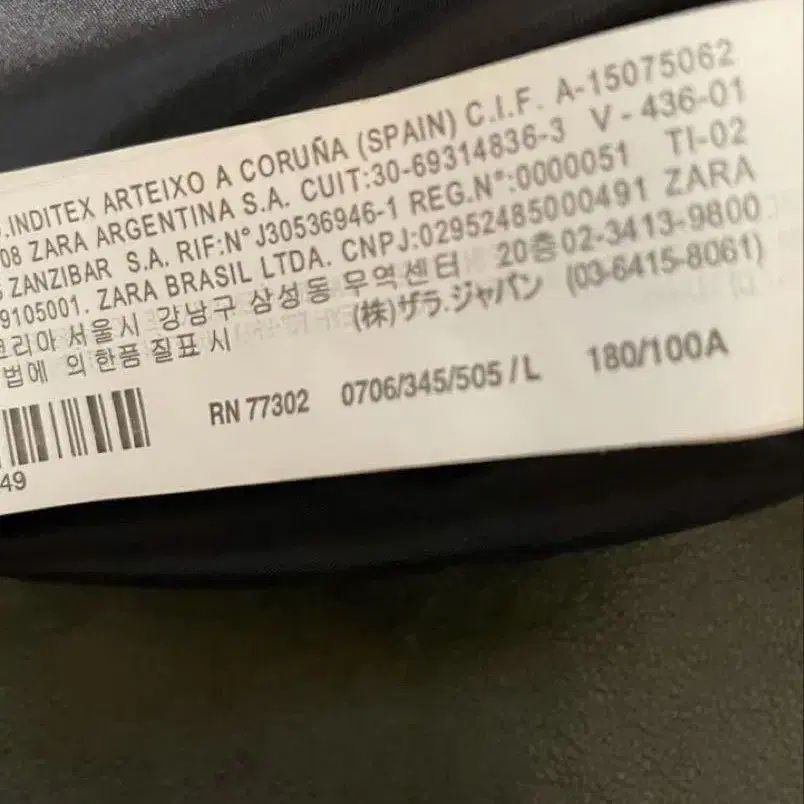 .INDITEX ARTEIXO A CORUÑA (SPAIN) C.I.F. A-15075062
08 ZARA ARGENTINA S.A. CUIT:30-69314836-3 V - 436-01
ZANZIBAR S.A. RIF:N° J30536946-1 REG.N°:0000051 TI-02
9105001. ZARA BRASIL LTDA. CNPJ:02952485000491 ZARA
코리아 서울시 강남구 삼성동 무역센터 20층 02-3413-9800
법에 의한품 질표 시 (株)ザラ.ジャパン (03-6415-8061)
RN 77302 0706/345/505 / L 180/100A
49